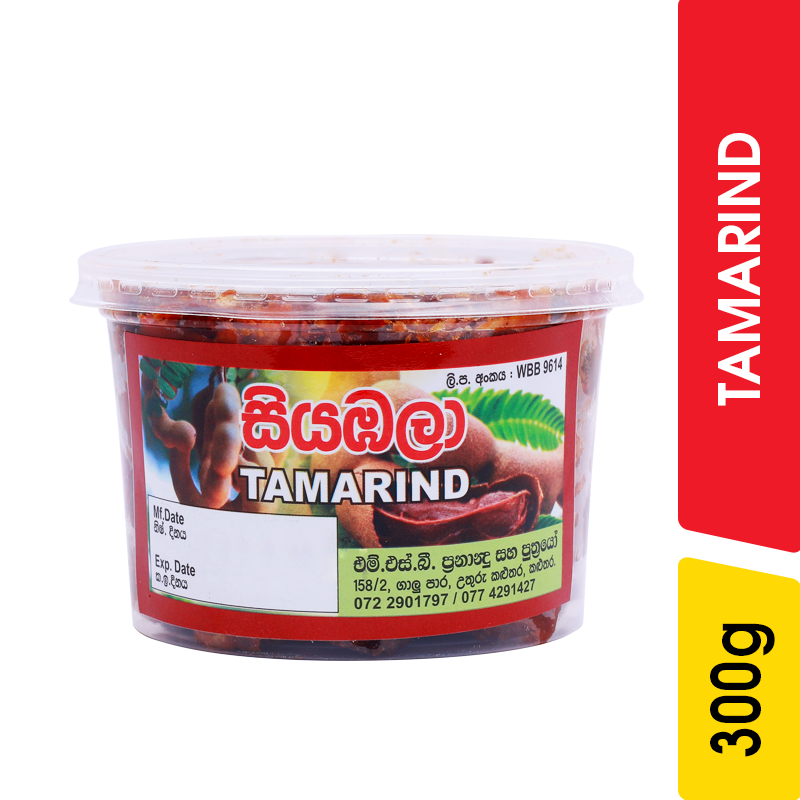 ලි.ප. අංකය : WBB 9614
සියඹලා
TAMARIND
Mf.Date
නිෂ්. දිනය
Exp. Date
ක.ඉ.දිනය
එම්.එස්.බී. ප්‍රනාන්දු සහ පුත්‍රයෝ
158/2, ගාලු පාර, උතුරු කළුතර, කළුතර.
072 2901797 / 077 4291427
TAMARIND
300g